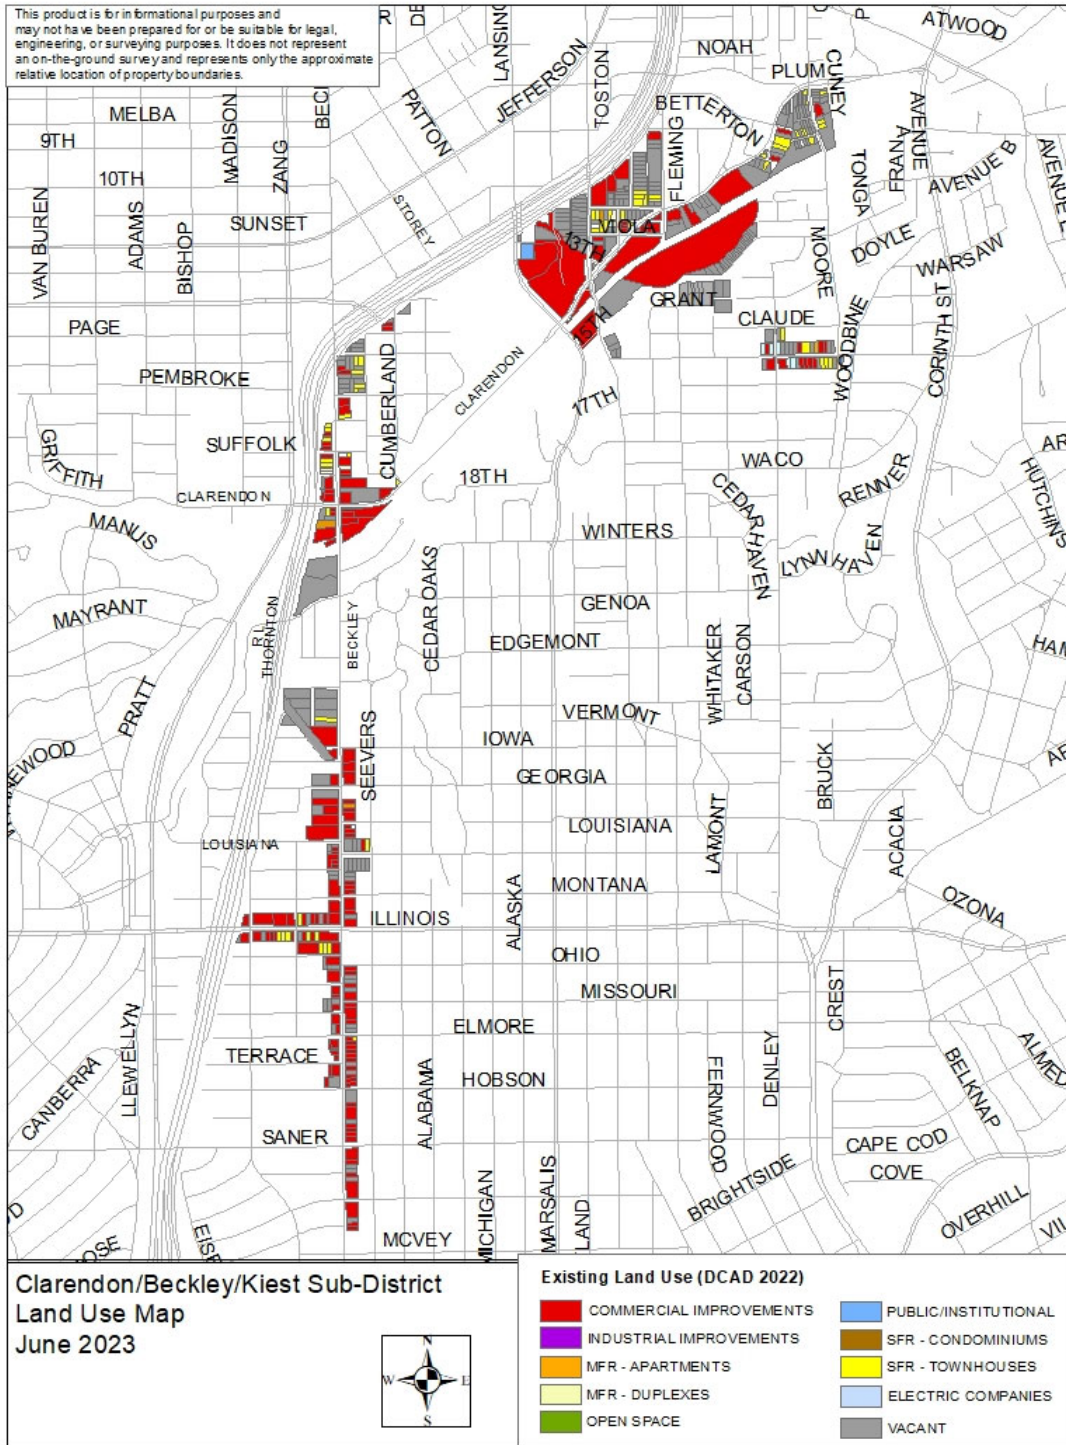 This product is for informational purposes and
may not have been prepared for or be suitable for legal,
engineering, or surveying purposes. It does not represent
an on-the-ground survey and represents only the approximate
relative location of property boundaries.
ATWOOD
NOAH
LANSING
JEFFERSON
TOSTON
PLUM
CUNEY
BETTERTON
PATTON
MELBA
MADISON
9TH
ZANG
FLEMING
AVENUE
AVENUE B
10TH
TONGA
VAN BUREN
ADAMS
BISHOP
SUNSET
STOREY
VIOLA
13TH
MOORE
DOYLE
WARSAW
GRANT
CLAUDE
15TH
PAGE
CUMBERLAND
CLARENDON
WOODBINE
CORINTH ST
PEMBROKE
17TH
SUFFOLK
GRIFFITH
WACO
18TH
CLARENDON
CEDAR HAVEN
RENNER
HUTCHINS
MANUS
WINTERS
LYNN HAVEN
CEDAR OAKS
MAYRANT
GENOA
BECKLEY
R L
THORNTON
EDGEMONT
WHITAKER
CARSON
PRATT
VERMONT
SEEVERS
IOWA
GEORGIA
BRUCK
LOUISIANA
LOUISIANA
LAMONT
ACACIA
MONTANA
ALASKA
ILLINOIS
OZONA
OHIO
MISSOURI
CREST
ELMORE
LLEWELLYN
TERRACE
HOBSON
CANBERRA
ALABAMA
FERNWOOD
DENLEY
BELKNAP
SANER
CAPE COD
COVE
MICHIGAN
MARSALIS
BRIGHTSIDE
OVERHILL
MCVEY
Clarendon/Beckley/Kiest Sub-District
Land Use Map
June 2023
N
W E
S
Existing Land Use (DCAD 2022)
COMMERCIAL IMPROVEMENTS
INDUSTRIAL IMPROVEMENTS
MFR - APARTMENTS
MFR - DUPLEXES
OPEN SPACE
PUBLIC/INSTITUTIONAL
SFR - CONDOMINIUMS
SFR - TOWNHOUSES
ELECTRIC COMPANIES
VACANT